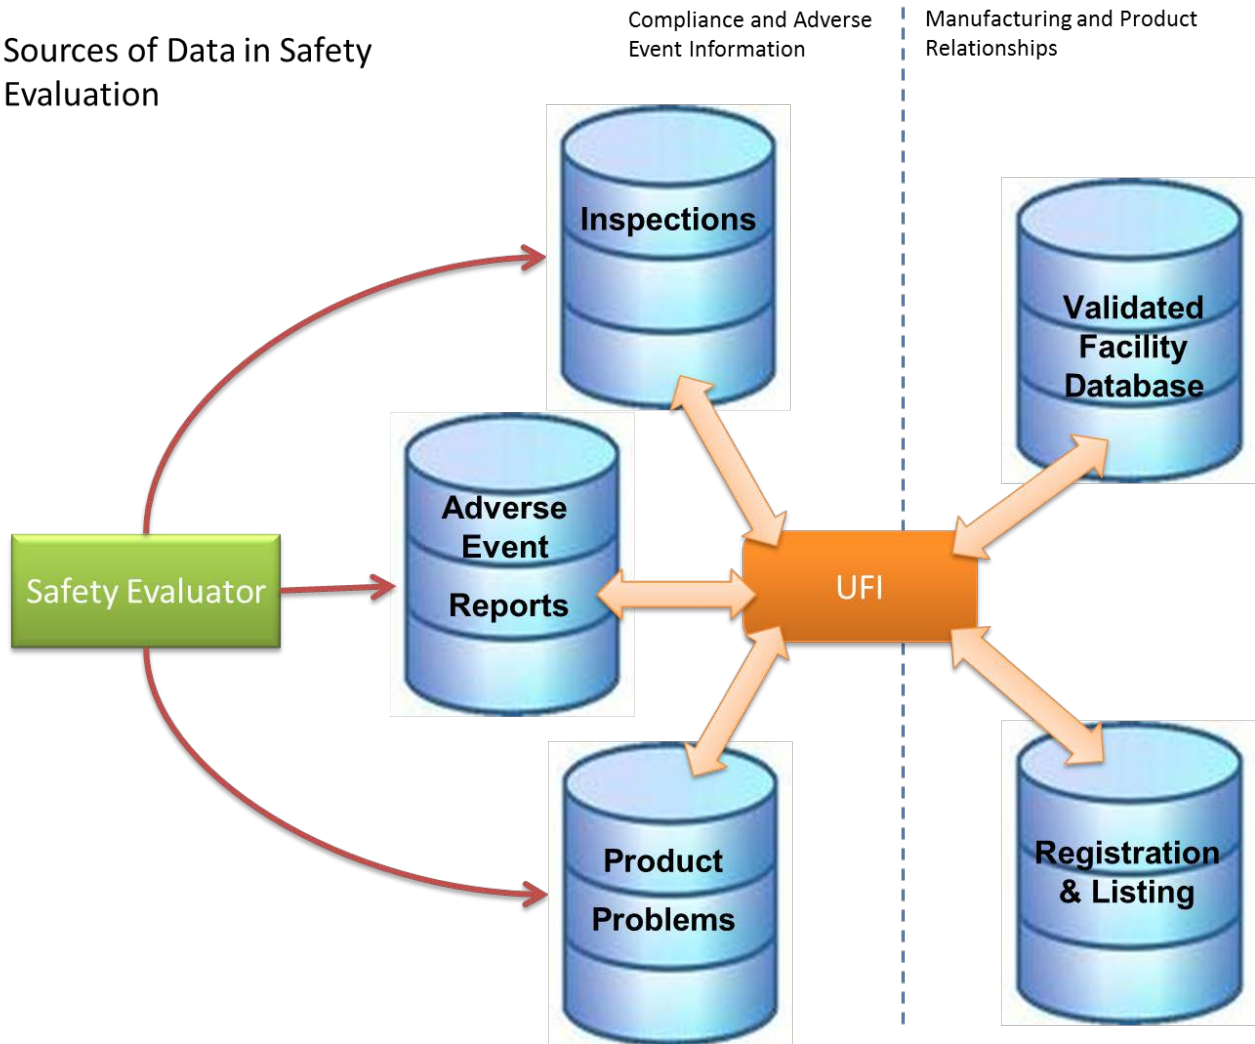 Sources of Data in Safety
Evaluation
Compliance and Adverse
Event Information
Manufacturing and Product
Relationships
Inspections
Validated
Facility
Database
Adverse
Event
Reports
Safety Evaluator
UFI
Product
Problems
Registration
& Listing